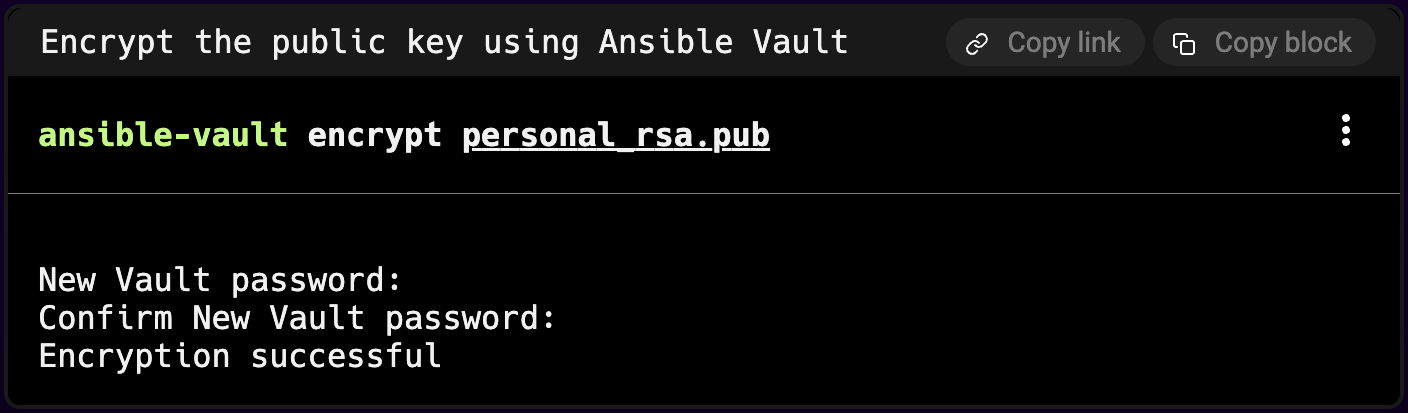 Encrypt the public key using Ansible Vault
Copy link
Copy block
ansible-vault encrypt personal_rsa.pub
New Vault password:
Confirm New Vault password:
Encryption successful